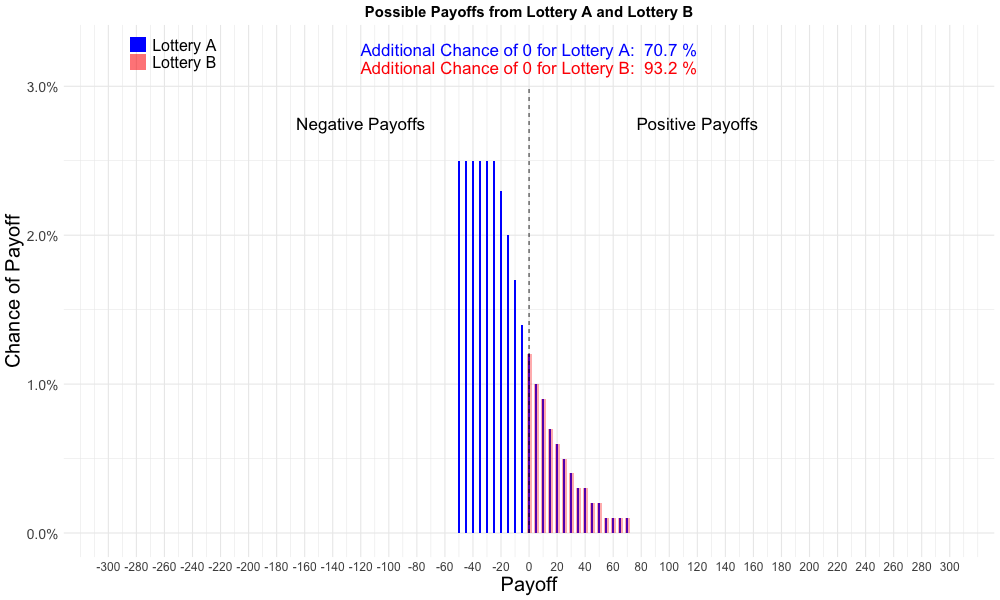 Possible Payoffs from Lottery A and Lottery B
Lottery A
Lottery B
Additional Chance of 0 for Lottery A: 70.7 %
Additional Chance of 0 for Lottery B: 93.2 %
Negative Payoffs
Positive Payoffs
Chance of Payoff
3.0%
2.0%
1.0%
0.0%
-300 -280 -260 -240 -220 -200 -180 -160 -140 -120 -100 -80 -60 -40 -20 0 20 40 60 80 100 120 140 160 180 200 220 240 260 280 300
Payoff